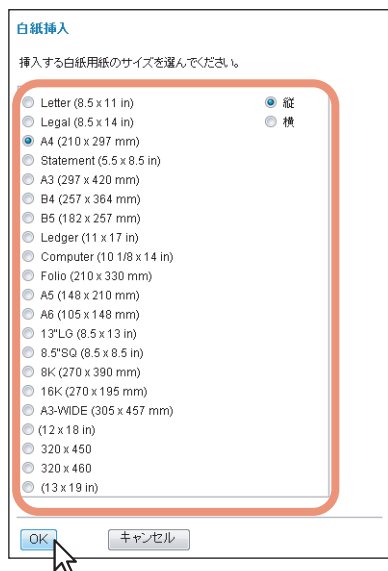 白紙挿入
挿入する白紙用紙のサイズを選んでください。
Letter (8.5 x 11 in) 縦
Legal (8.5 x 14 in) 横
A4 (210 x 297 mm)
Statement (5.5 x 8.5 in)
A3 (297 x 420 mm)
B4 (257 x 364 mm)
B5 (182 x 257 mm)
Ledger (11 x 17 in)
Computer (10 1/8 x 14 in)
Folio (210 x 330 mm)
A5 (148 x 210 mm)
A6 (105 x 148 mm)
13"LG (8.5 x 13 in)
8.5"SQ (8.5 x 8.5 in)
8K (270 x 390 mm)
16K (270 x 195 mm)
A3-WIDE (305 x 457 mm)
(12 x 18 in)
320 x 450
320 x 460
(13 x 19 in)
OK キャンセル